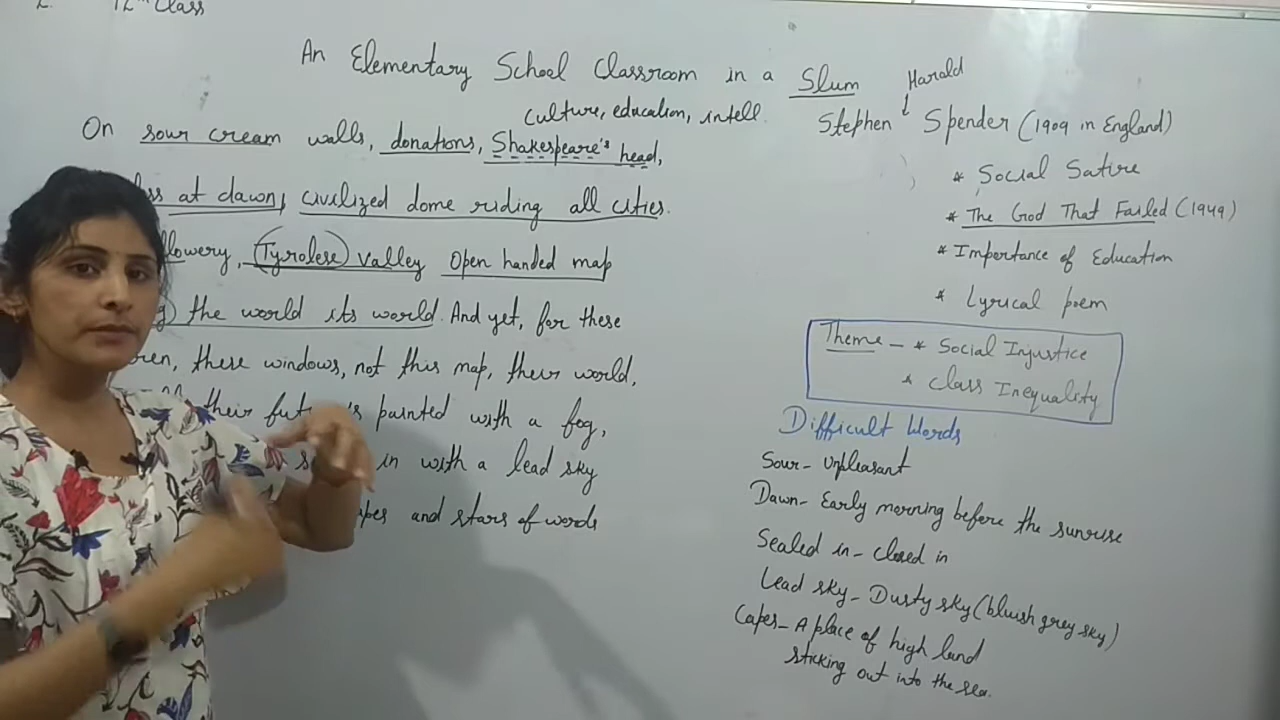 12th Class
An Elementary School Classroom in a Slum
Harald
↓
Stephen Spender (1909 in England)
culture, education, intell.
On sour cream walls, donations, Shakespeare's head,
at dawn, civilized dome riding all cities.
Tyrolese) valley Open handed map
the world its world. And yet, for these
these windows, not this map, their world,
their painted with a fog,
in with a lead sky
and stars of words
* Social Satire
* The God That Failed (1949)
* Importance of Education
* Lyrical poem
Theme - * Social Injustice
* Class Inequality
Difficult Words
Sour - Unpleasant
Dawn - Early morning before the sunrise
Sealed in - closed in
Lead sky - Dusty sky (bluish grey sky)
Capes - A place of high land
sticking out into the sea.